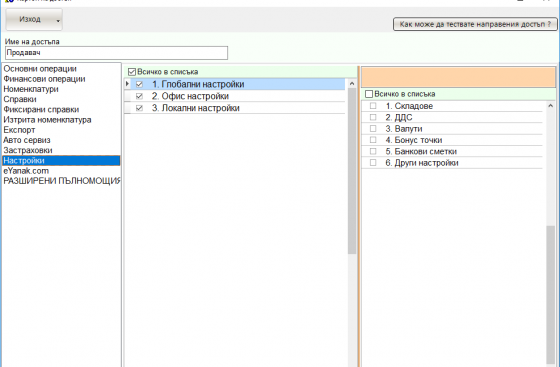 Изход
Как може да тествате направения достъп ?
Име на достъпа
Продавач
Основни операции
Финансови операции
Номенклатури
Справки
Фиксирани справки
Изтрита номенклатура
Експорт
Авто сервиз
Застраховки
Настройки
eYanak.com
РАЗШИРЕНИ ПЪЛНОМОЩИЯ
Всичко в списъка
1. Глобални настройки
2. Офис настройки
3. Локални настройки
Всичко в списъка
1. Складове
2. ДДС
3. Валути
4. Бонус точки
5. Банкови сметки
6. Други настройки